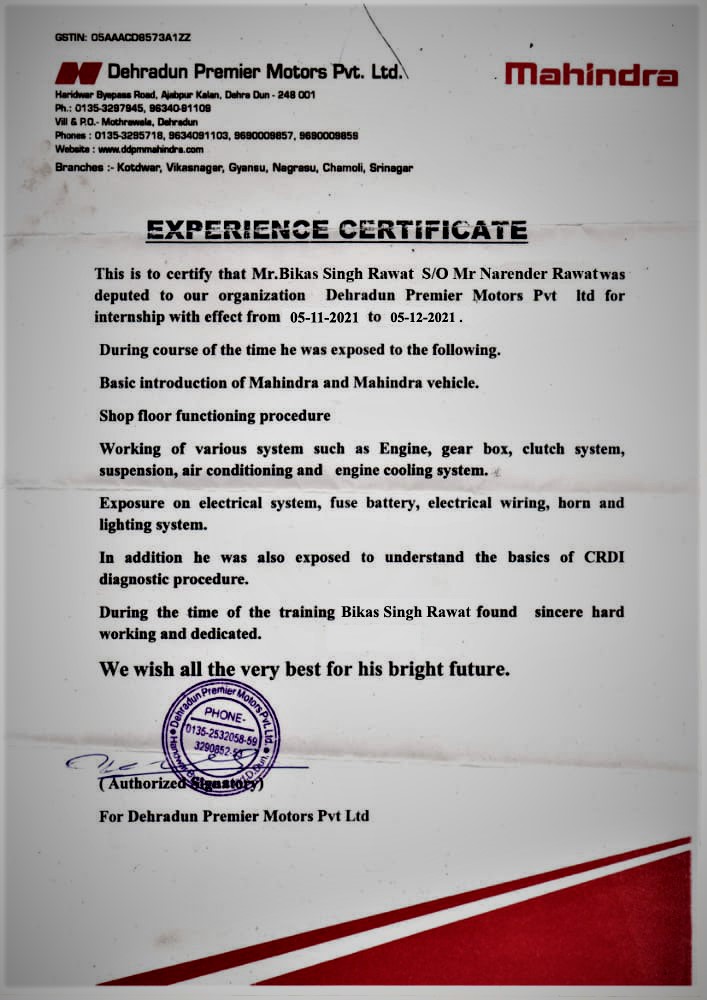 GSTIN: 05AAACD8573A1ZZ
Dehradun Premier Motors Pvt. Ltd.
Mahindra
Haridwar Byepass Road, Ajabpur Kalan, Dehra Dun - 248 001
Ph.: 0135-3297945, 96340-91109
Vill & P.O.- Mothrawala, Dehradun
Phones : 0135-3295718, 9634091103, 9690009857, 9690009859
Website : www.ddpmmahindra.com
Branches :- Kotdwar, Vikasnagar, Gyansu, Nagrasu, Chamoli, Srinagar
EXPERIENCE CERTIFICATE
This is to certify that Mr.Bikas Singh Rawat S/O Mr Narender Rawatwas
deputed to our organization Dehradun Premier Motors Pvt ltd for
internship with effect from 05-11-2021 to 05-12-2021 .
During course of the time he was exposed to the following.
Basic introduction of Mahindra and Mahindra vehicle.
Shop floor functioning procedure
Working of various system such as Engine, gear box, clutch system,
suspension, air conditioning and engine cooling system.
Exposure on electrical system, fuse battery, electrical wiring, horn and
lighting system.
In addition he was also exposed to understand the basics of CRDI
diagnostic procedure.
During the time of the training Bikas Singh Rawat found sincere hard
working and dedicated.
We wish all the very best for his bright future.
Dehradun Premier Motors Pvt. Ltd.
PHONE-
0135-2532058-59
3290852-53
( Authorized Signatory)
For Dehradun Premier Motors Pvt Ltd